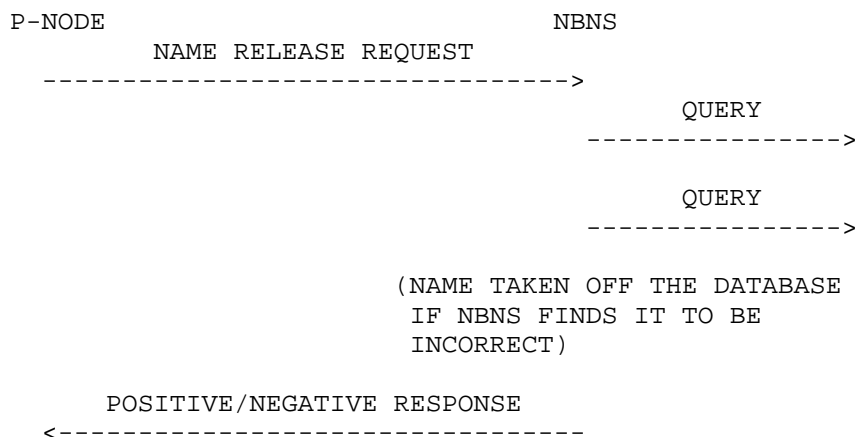 P-NODE NBNS
NAME RELEASE REQUEST
--------------------------------->
QUERY
---------------->
QUERY
---------------->
(NAME TAKEN OFF THE DATABASE
IF NBNS FINDS IT TO BE
INCORRECT)
POSITIVE/NEGATIVE RESPONSE
<---------------------------------